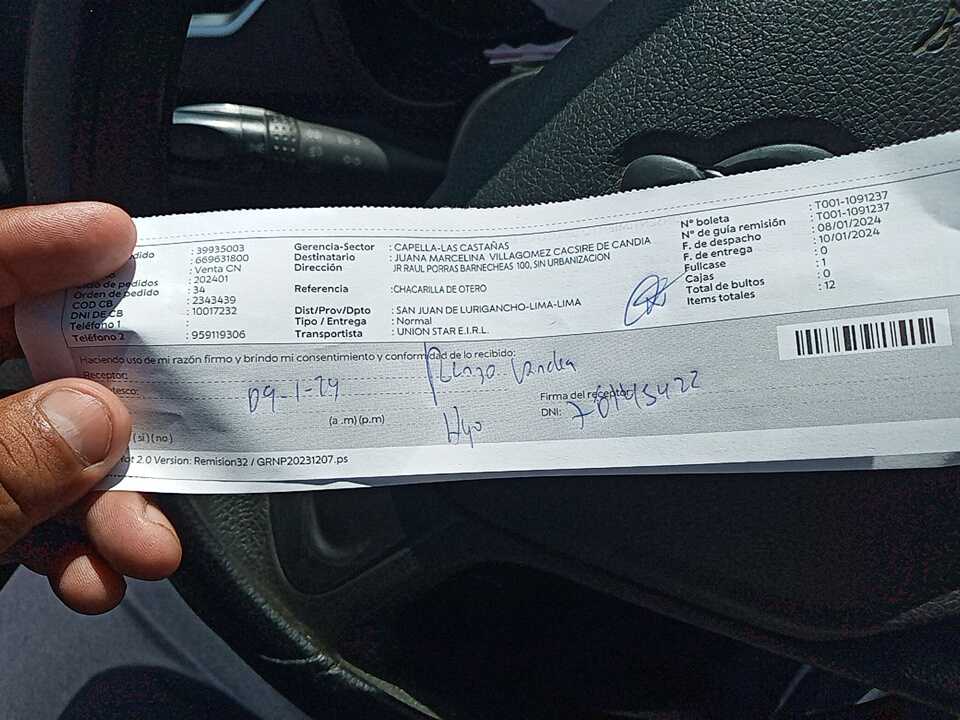 : 39935003
: 669631800
: Venta CN
de pedidos : 202401
Orden de pedido : 34
COD CB : 2343439
DNI DE CB : 10017232
Teléfono 1 :
Teléfono 2 : 959119306
Gerencia-Sector : CAPELLA-LAS CASTAÑAS
Destinatario : JUANA MARCELINA VILLAGOMEZ CACSIRE DE CANDIA
Dirección JR RAUL PORRAS BARNECHEAS 100, SIN URBANIZACION
Referencia :CHACARILLA DE OTERO
Dist/Prov/Dpto : SAN JUAN DE LURIGANCHO-LIMA-LIMA
Tipo / Entrega : Normal
Transportista : UNION STAR E.I.R.L.
N° boleta : T001-1091237
N° de guía remisión : T001-1091237
F. de despacho : 08/01/2024
F. de entrega : 10/01/2024
Fullcase : 0
Cajas : 1
Total de bultos : 0
Items totales : 12
Haciendo uso de mi razón firmo y brindo mi consentimiento y conformidad de lo recibido:
Receptor:
09-1-24
(a .m) (p.m)
Firma del receptor
DNI:
( si ) ( no )
2.0 Version: Remision32 / GRNP20231207.ps